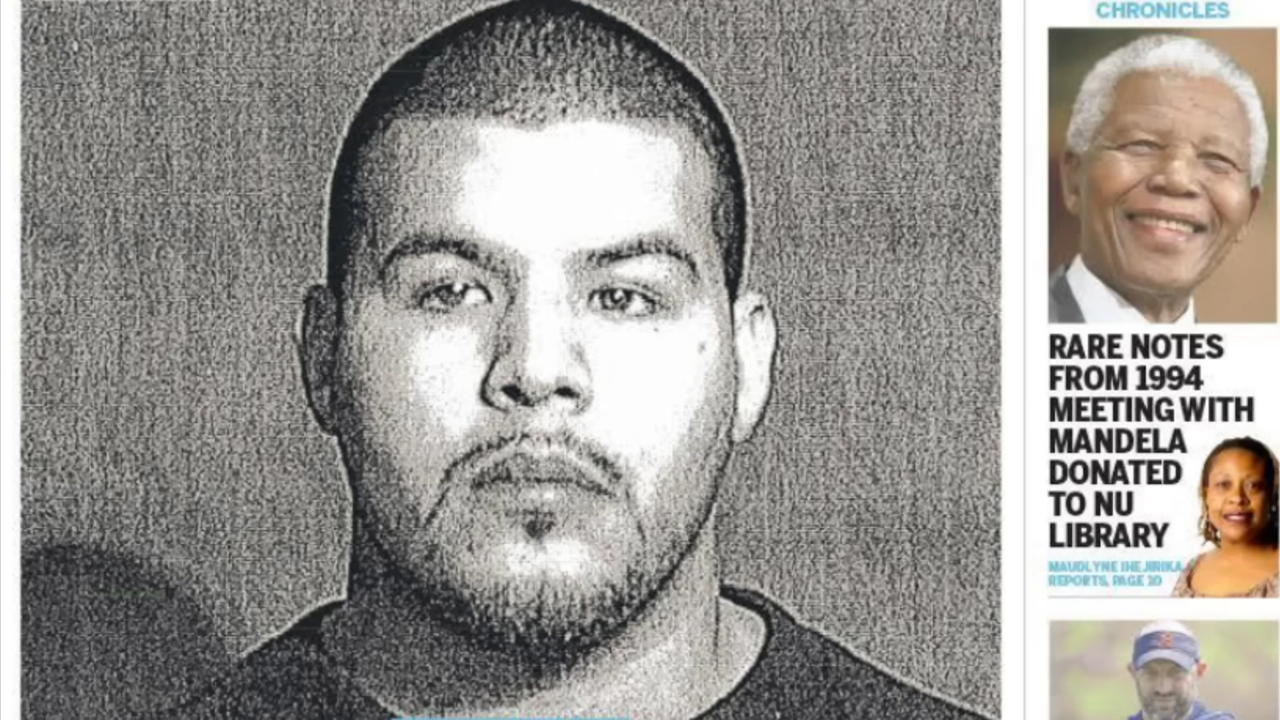 CHRONICLES
RARE NOTES
FROM 1994
MEETING WITH
MANDELA
DONATED
TO NU
LIBRARY
MAUDLYNE IHEJIRIKA
REPORTS, PAGE 10